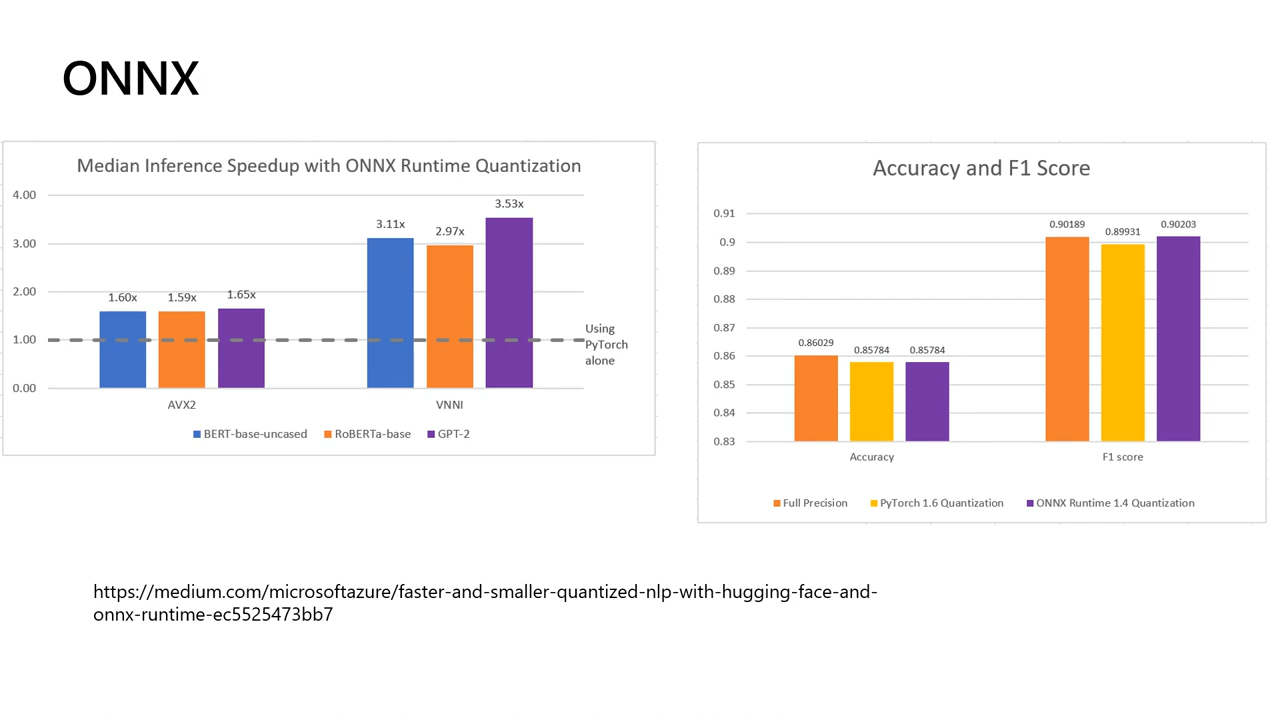 ONNX
Median Inference Speedup with ONNX Runtime Quantization
4.00
3.00
2.00
1.00
0.00
1.60x
1.59x
1.65x
3.11x
2.97x
3.53x
Using
PyTorch
alone
AVX2
VNNI
BERT-base-uncased
RoBERTa-base
GPT-2
Accuracy and F1 Score
0.91
0.9
0.89
0.88
0.87
0.86
0.85
0.84
0.83
0.86029
0.85784
0.85784
0.90189
0.89931
0.90203
Accuracy
F1 score
Full Precision
PyTorch 1.6 Quantization
ONNX Runtime 1.4 Quantization
https://medium.com/microsoftazure/faster-and-smaller-quantized-nlp-with-hugging-face-and-
onnx-runtime-ec5525473bb7